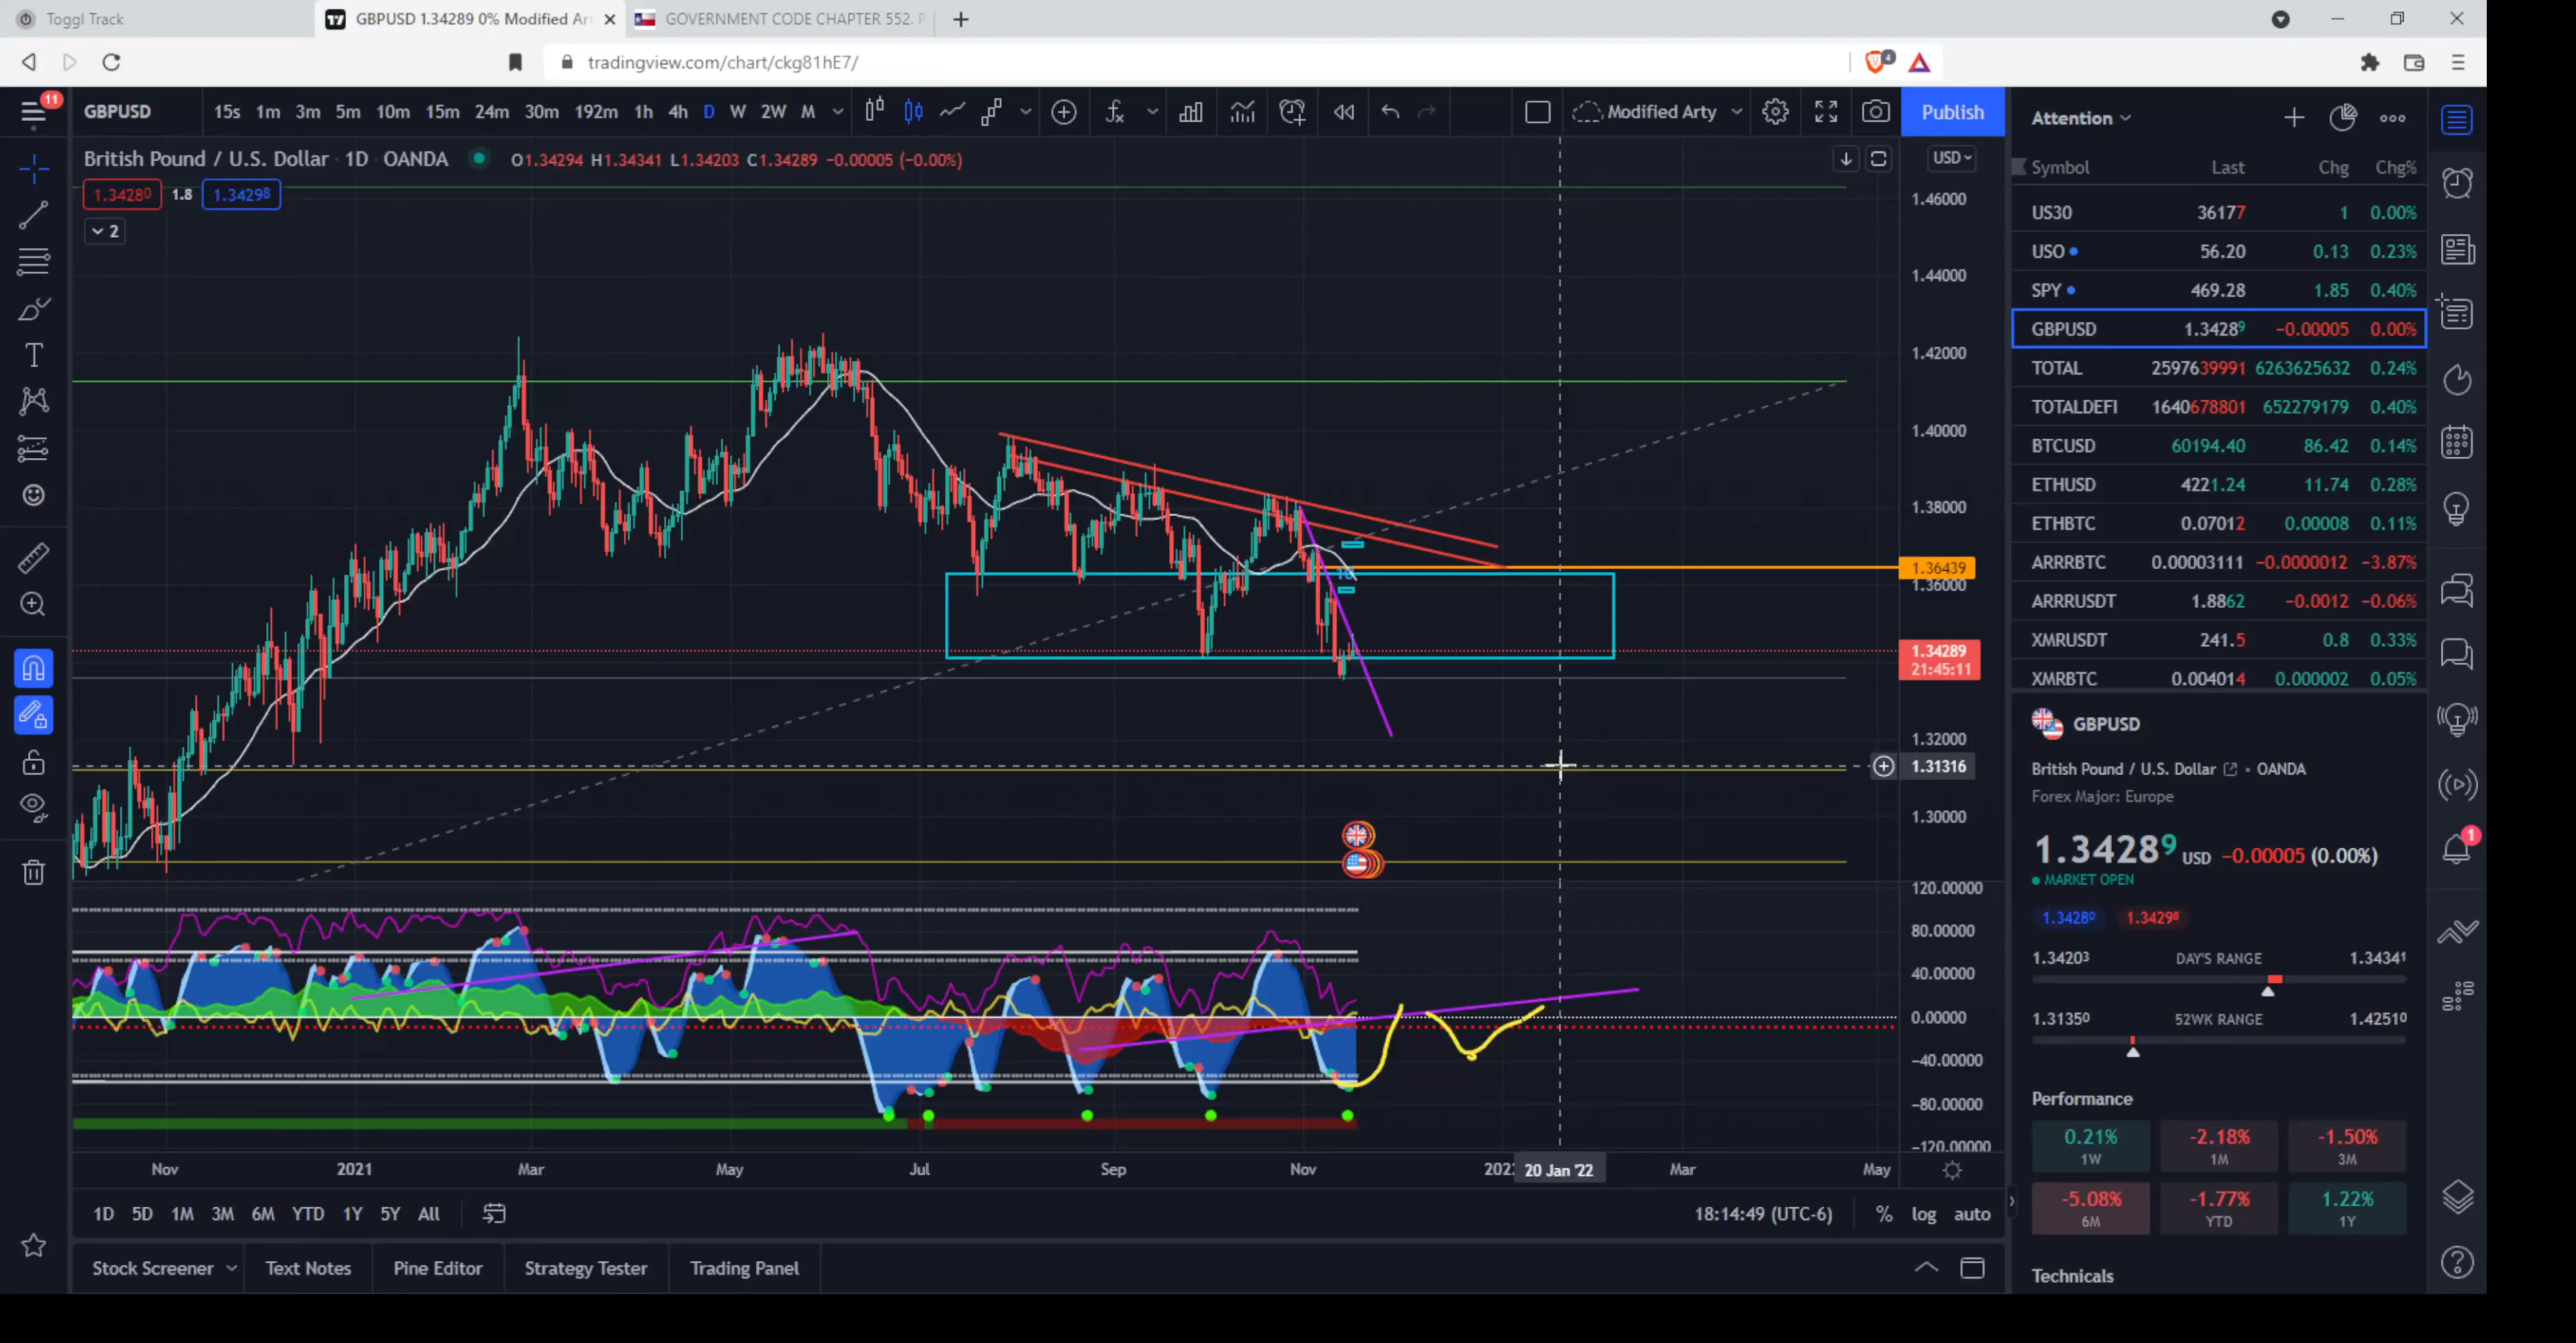 Toggl Track
GBPUSD 1.34289 0% Modified Ar
GOVERNMENT CODE CHAPTER 552. P
tradingview.com/chart/ckg81hE7/
4
11
GBPUSD 15s 1m 3m 5m 10m 15m 24m 30m 192m 1h 4h D W 2W M
Modified Arty
Publish
British Pound / U.S. Dollar · 1D · OANDA O1.34294 H1.34341 L1.34203 C1.34289 −0.00005 (−0.00%)
USD
1.34280 1.8 1.34298
2
1.46000
1.44000
1.42000
1.40000
1.38000
1.36439
1.36000
1.34289
21:45:11
1.32000
1.31316
1.30000
120.00000
80.00000
40.00000
0.00000
−40.00000
−80.00000
−120.00000
Nov 2021 Mar May Jul Sep Nov 202 20 Jan '22 Mar May
1D 5D 1M 3M 6M YTD 1Y 5Y All
18:14:49 (UTC-6) % log auto
Stock Screener Text Notes Pine Editor Strategy Tester Trading Panel
Attention
Symbol Last Chg Chg%
US30 36177 1 0.00%
USO 56.20 0.13 0.23%
SPY 469.28 1.85 0.40%
GBPUSD 1.34289 −0.00005 0.00%
TOTAL 2597639991 6263625632 0.24%
TOTALDEFI 1640678801 652279179 0.40%
BTCUSD 60194.40 86.42 0.14%
ETHUSD 4221.24 11.74 0.28%
ETHBTC 0.07012 0.00008 0.11%
ARRRBTC 0.00003111 −0.0000012 −3.87%
ARRRUSDT 1.8862 −0.0012 −0.06%
XMRUSDT 241.5 0.8 0.33%
XMRBTC 0.004014 0.000002 0.05%
GBPUSD
British Pound / U.S. Dollar • OANDA
Forex Major: Europe
1.34289 USD −0.00005 (0.00%)
MARKET OPEN
1.34280 1.34298
1.34203 DAY'S RANGE 1.34341
1.31350 52WK RANGE 1.42510
Performance
0.21% −2.18% −1.50%
1W 1M 3M
−5.08% −1.77% 1.22%
6M YTD 1Y
Technicals
1